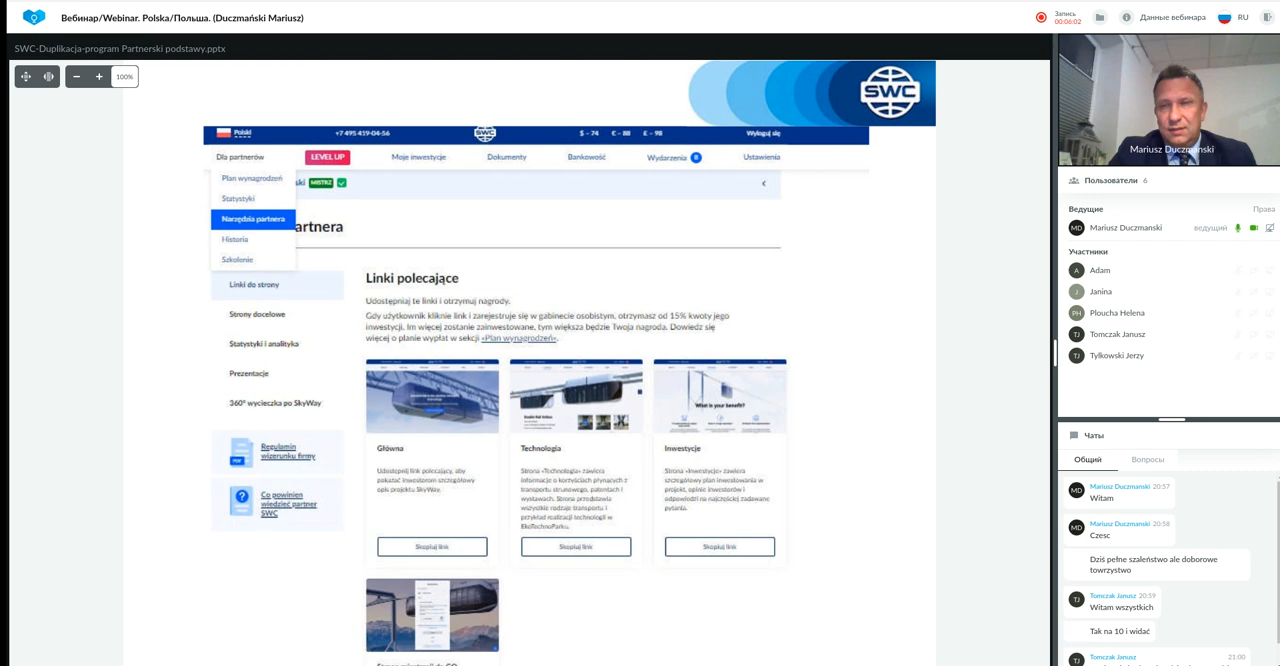 Вебинар/Webinar. Polska/Польша. (Duczmański Mariusz)
Запись
00:06:02
Данные вебинара
RU
SWC-Duplikacja-program Partnerski podstawy.pptx
100%
SWC
Polski
+7 495 419-04-56
SWC
$ - 74 € - 88 £ - 98
Wyloguj się
Dla partnerów
LEVEL UP
Moje inwestycje
Dokumenty
Bankowość
Wydarzenia 8
Ustawienia
Plan wynagrodzeń
Statystyki
Narzędzia partnera
Historia
Szkolenie
ski MISTRZ
artnera
Linki do strony
Strony docelowe
Statystyki i analityka
Prezentacje
360° wycieczka po SkyWay
PDF
Regulamin
wizerunku firmy
Co powinien
wiedzieć partner
SWC
Linki polecające
Udostępniaj te linki i otrzymuj nagrody.
Gdy użytkownik kliknie link i zarejestruje się w gabinecie osobistym, otrzymasz od 15% kwoty jego
inwestycji. Im więcej zostanie zainwestowane, tym większa będzie Twoja nagroda. Dowiedz się
więcej o planie wypłat w sekcji «Plan wynagrodzeń».
What is your benefit?
Główna
Udostępnij link polecający, aby
pokazać inwestorom szczegółowy
opis projektu SkyWay.
Skopiuj link
Technologia
Strona «Technologia» zawiera
informacje o korzyściach płynących z
transportu strunowego, patentach i
wystawach. Strona przedstawia
wszystkie rodzaje transportu i
przykład realizacji technologii w
EkoTechnoParku.
Skopiuj link
Inwestycje
Strona «Inwestycje» zawiera
szczegółowy plan inwestowania w
projekt, opinie inwestorów i
odpowiedzi na najczęściej zadawane
pytania.
Skopiuj link
Mariusz Duczmanski
Пользователи 6
Ведущие
Права
MD Mariusz Duczmanski ведущий
Участники
A Adam
J Janina
PH Ploucha Helena
TJ Tomczak Janusz
TJ Tylkowski Jerzy
Чаты
Общий
Вопросы
MD Mariusz Duczmanski 20:57
Witam
MD Mariusz Duczmanski 20:58
Czesc
Dziś pełne szaleństwo ale doborowe
towrzystwo
TJ Tomczak Janusz 20:59
Witam wszystkich
Tak na 10 i widać
TJ Tomczak Janusz 21:00